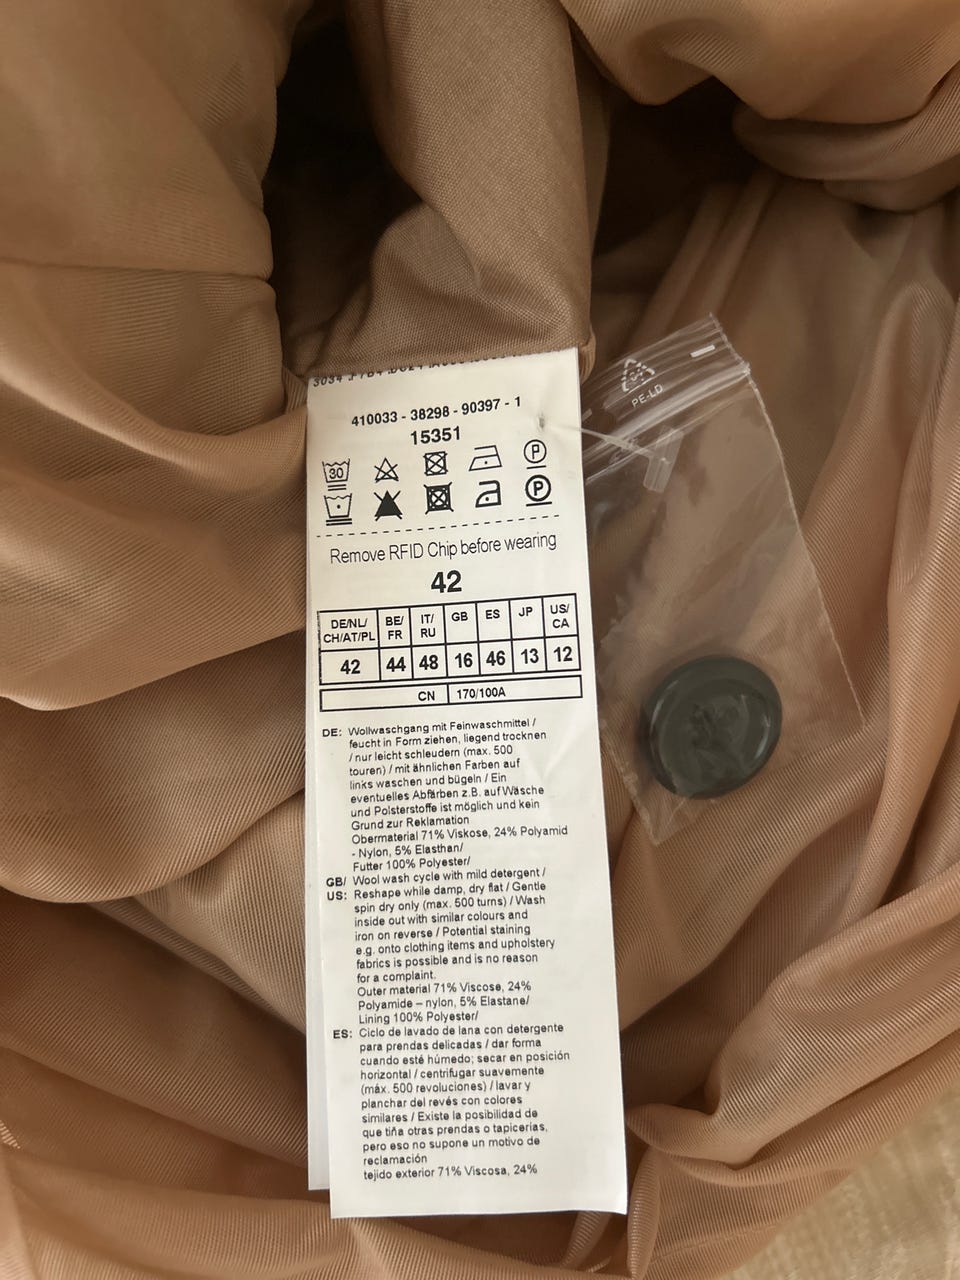 410033 - 38298 - 90397 - 1
15351
30 P
P
Remove RFID Chip before wearing
42
DE/NL/ CH/AT/PL BE/ FR IT/ RU GB ES JP US/ CA
42 44 48 16 46 13 12
CN 170/100A
DE: Wollwaschgang mit Feinwaschmittel /
feucht in Form ziehen, liegend trocknen
/ nur leicht schleudern (max. 500
touren) / mit ähnlichen Farben auf
links waschen und bügeln / Ein
eventuelles Abfärben z.B. auf Wäsche
und Polsterstoffe ist möglich und kein
Grund zur Reklamation
Obermaterial 71% Viskose, 24% Polyamid
- Nylon, 5% Elasthan/
Futter 100% Polyester/
GB/ Wool wash cycle with mild detergent /
US: Reshape while damp, dry flat / Gentle
spin dry only (max. 500 turns) / Wash
inside out with similar colours and
iron on reverse / Potential staining
e.g. onto clothing items and upholstery
fabrics is possible and is no reason
for a complaint.
Outer material 71% Viscose, 24%
Polyamide – nylon, 5% Elastane/
Lining 100% Polyester/
ES: Ciclo de lavado de lana con detergente
para prendas delicadas / dar forma
cuando esté húmedo; secar en posición
horizontal / centrifugar suavemente
(máx. 500 revoluciones) / lavar y
planchar del revés con colores
similares / Existe la posibilidad de
que tiña otras prendas o tapicerías,
pero eso no supone un motivo de
reclamación
tejido exterior 71% Viscosa, 24%
PE-LD